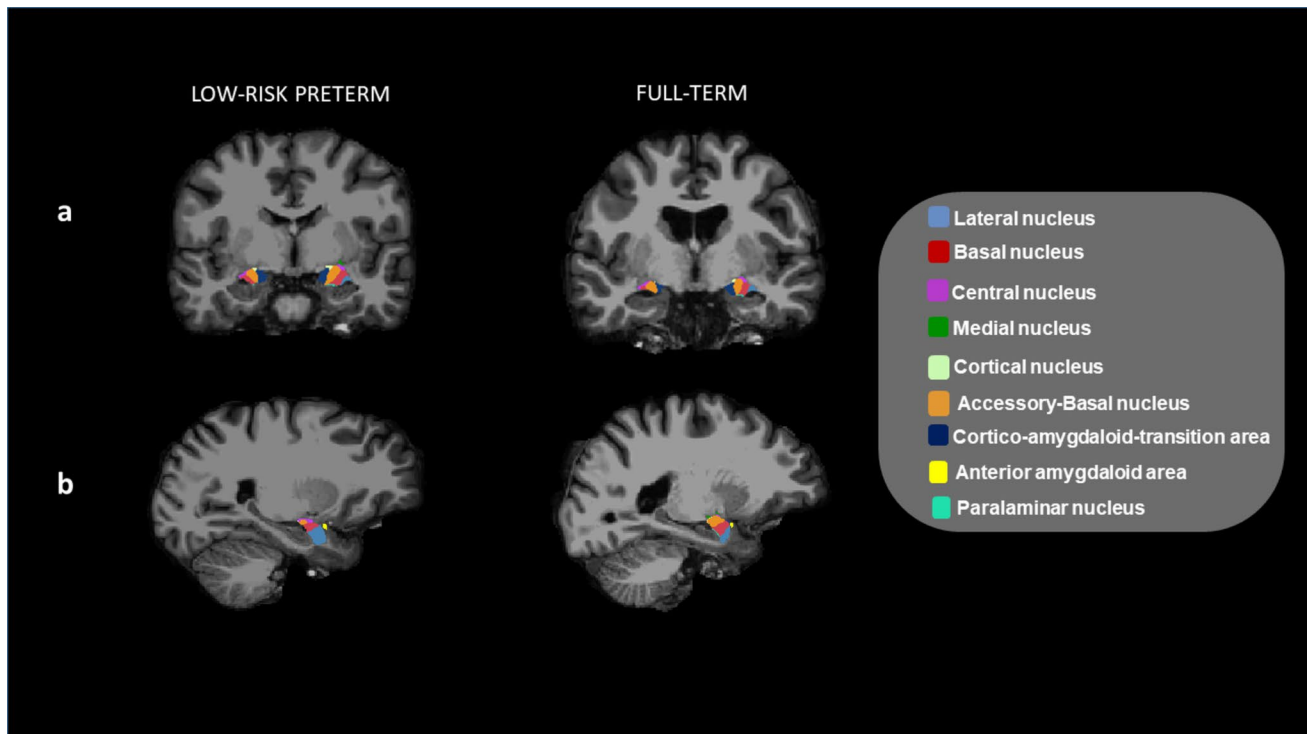 LOW-RISK PRETERM
FULL-TERM
a
b
Lateral nucleus
Basal nucleus
Central nucleus
Medial nucleus
Cortical nucleus
Accessory-Basal nucleus
Cortico-amygdaloid-transition area
Anterior amygdaloid area
Paralaminar nucleus